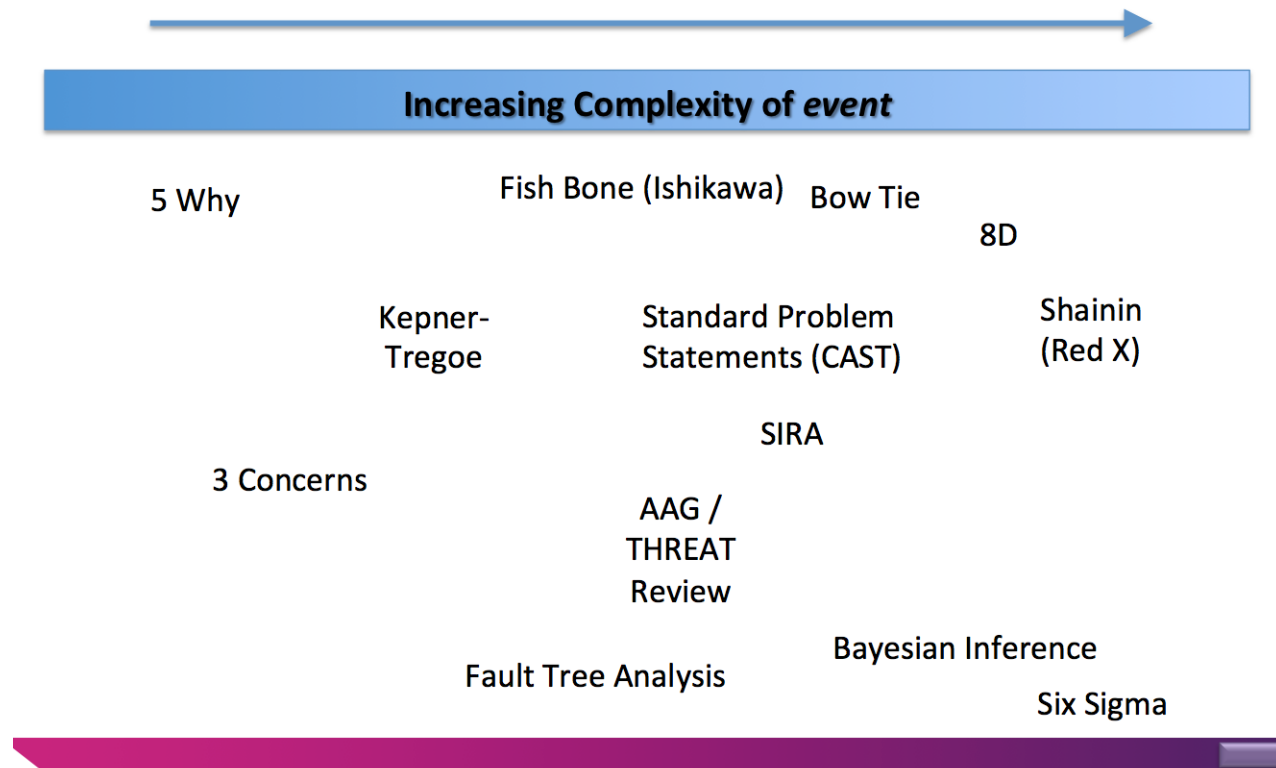 Increasing Complexity of event
5 Why
Fish Bone (Ishikawa)
Bow Tie
8D
Kepner-
Tregoe
Standard Problem
Statements (CAST)
Shainin
(Red X)
SIRA
3 Concerns
AAG /
THREAT
Review
Bayesian Inference
Fault Tree Analysis
Six Sigma